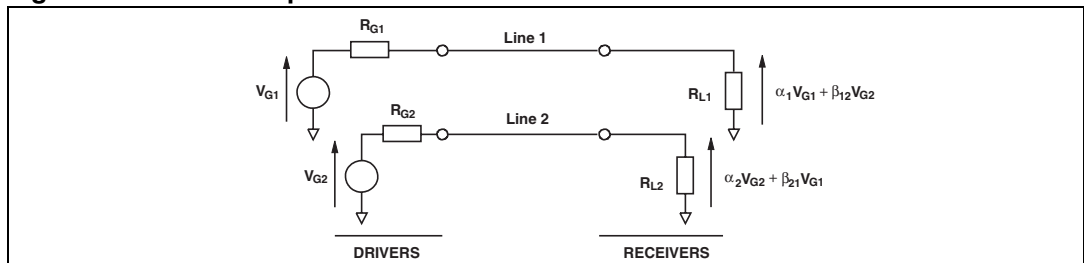 R_G1
Line 1
V_G1
R_L1
α₁V_G1 + β₁₂V_G2
R_G2
Line 2
V_G2
R_L2
α₂V_G2 + β₂₁V_G1
DRIVERS
RECEIVERS